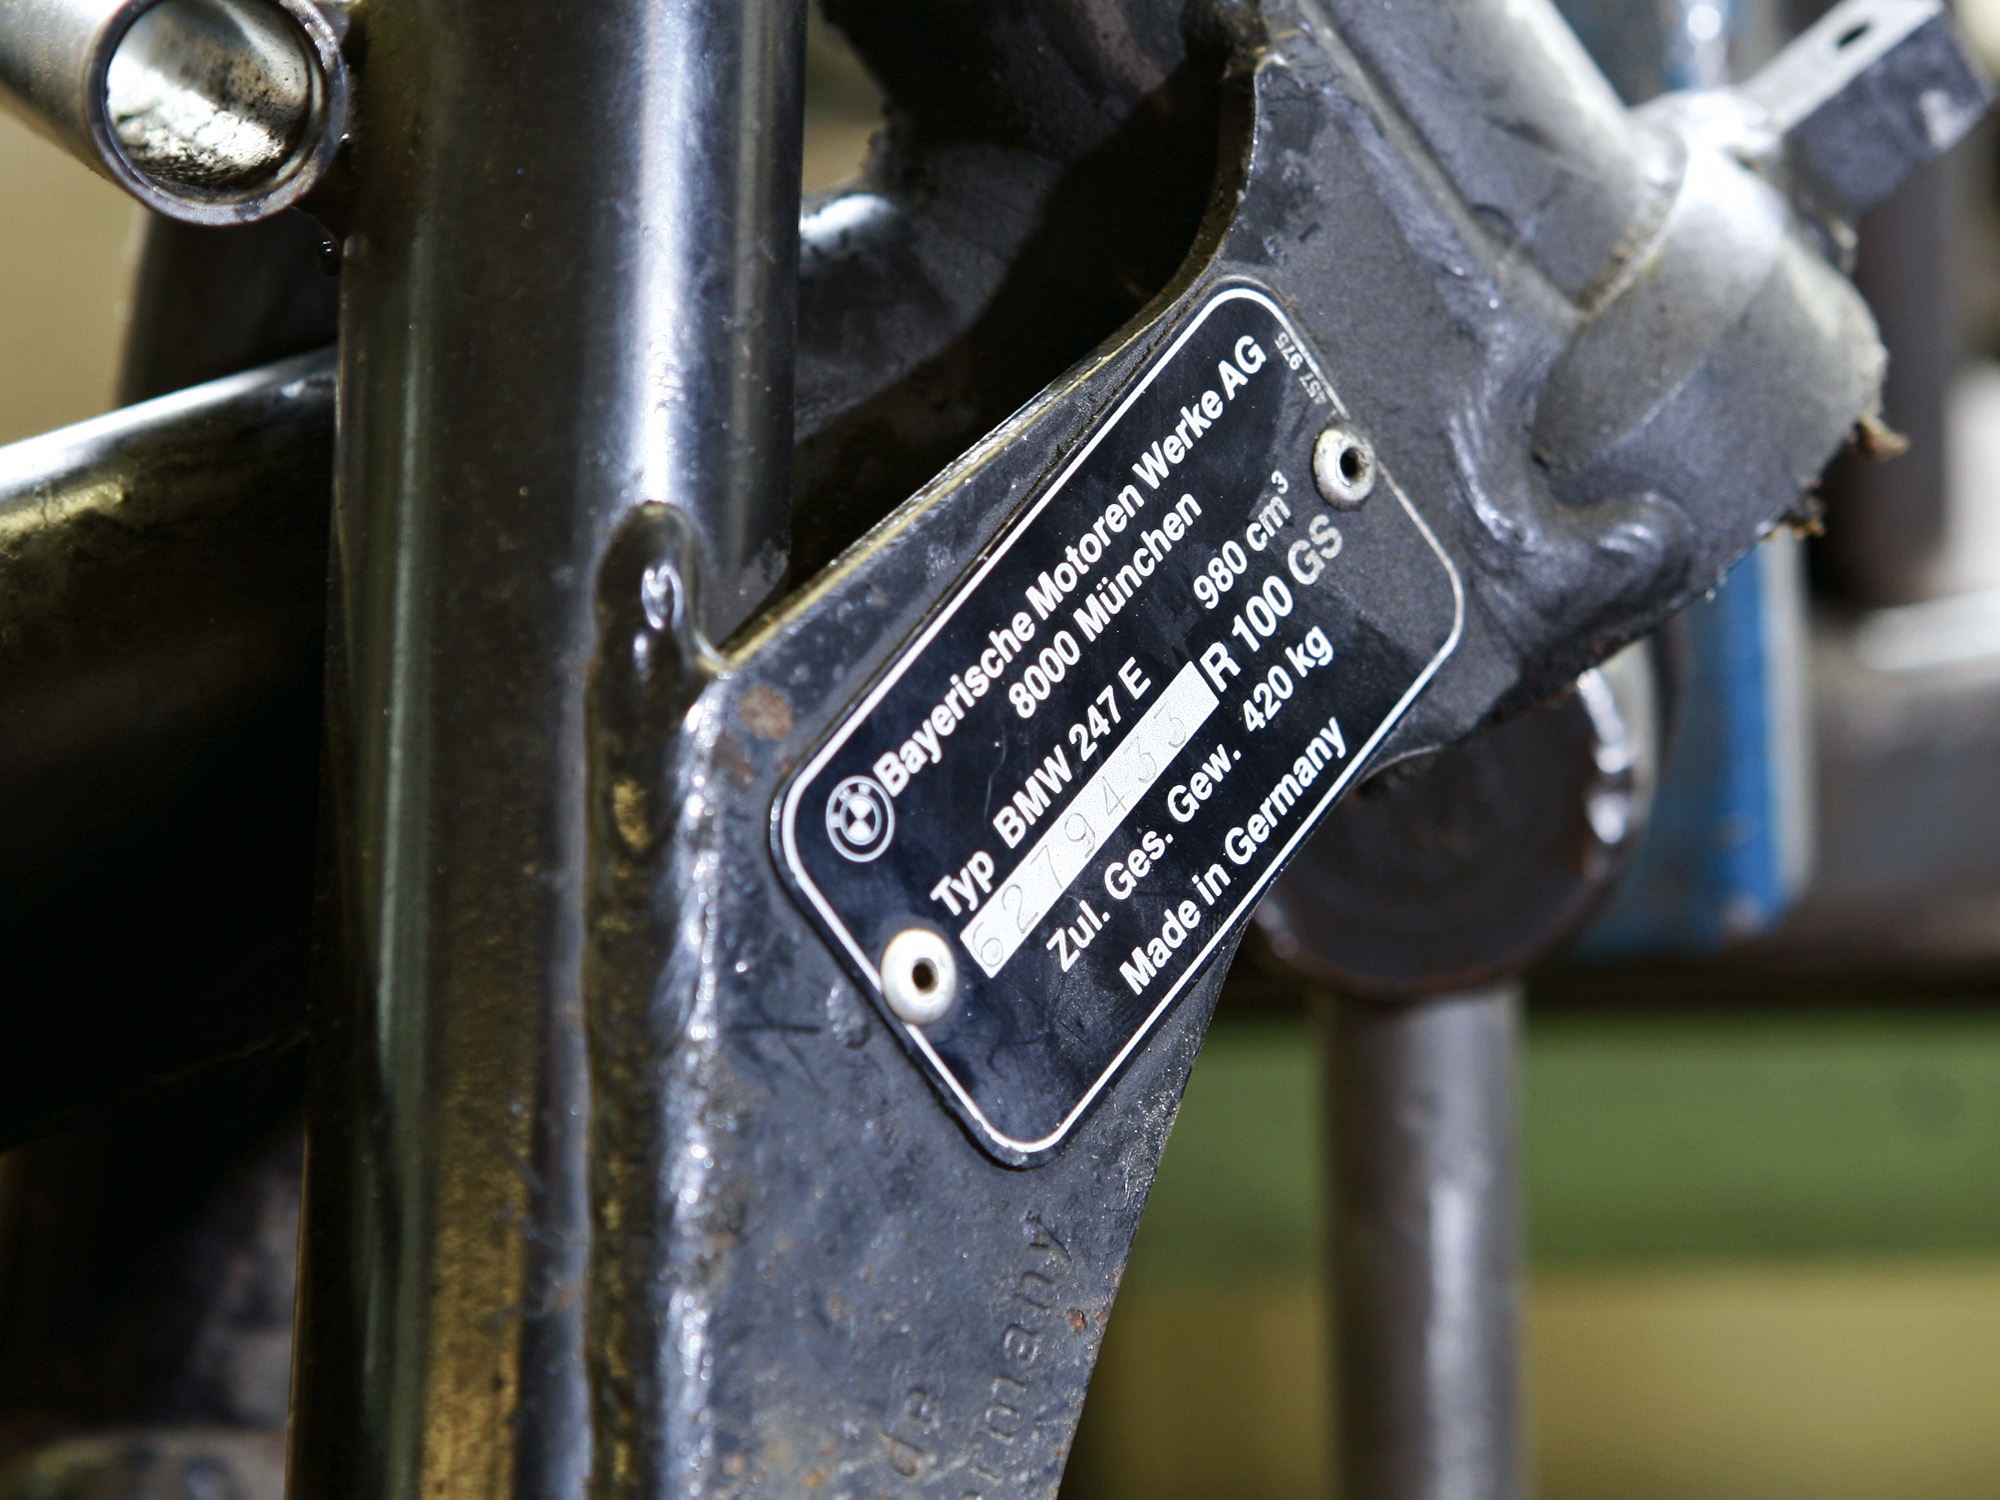 Bayerische Motoren Werke AG
8000 München
Typ BMW 247 E 980 cm³
6279433 R 100 GS
Zul. Ges. Gew. 420 kg
Made in Germany
457 975